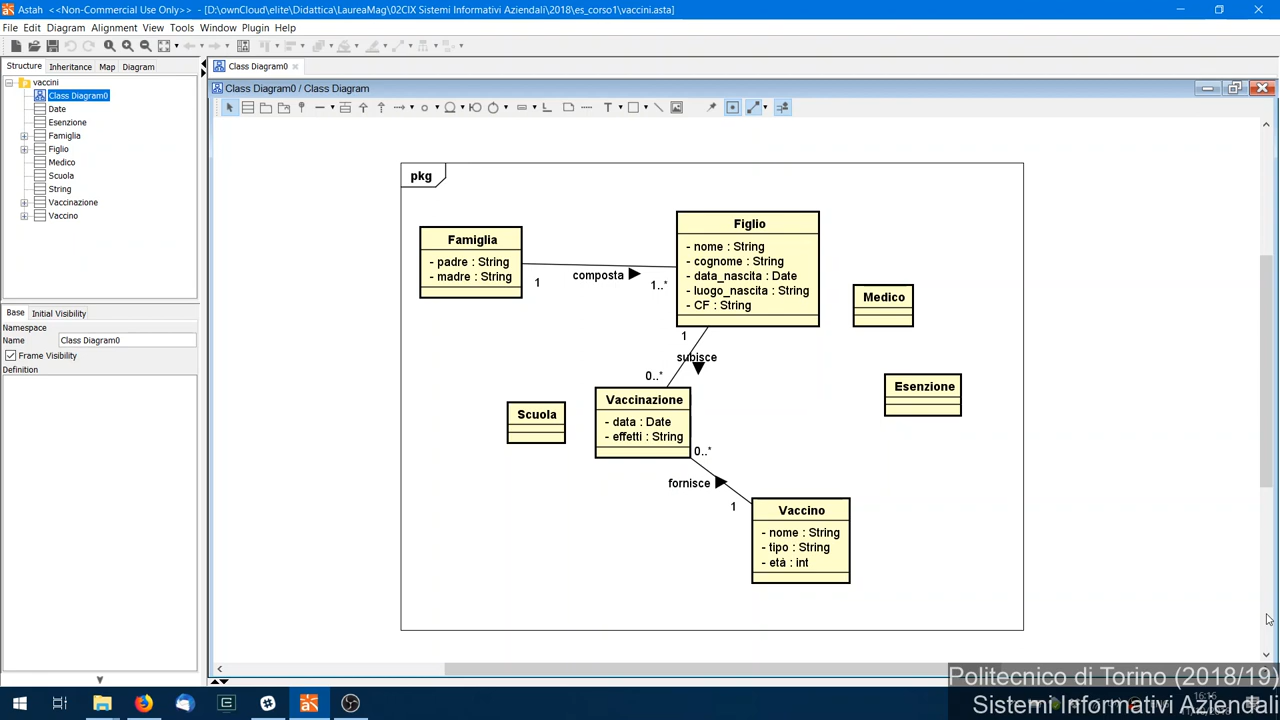 Astah <<Non-Commercial Use Only>> - [D:\ownCloud\elite\Didattica\LaureaMag\02CIX Sistemi Informativi Aziendali\2018\es_corso1\vaccini.asta]
File Edit Diagram Alignment View Tools Window Plugin Help
Structure Inheritance Map Diagram
Class Diagram0
vaccini
Class Diagram0
Date
Esenzione
Famiglia
Figlio
Medico
Scuola
String
Vaccinazione
Vaccino
Base Initial Visibility
Namespace
Name Class Diagram0
Frame Visibility
Definition
Class Diagram0 / Class Diagram
T
pkg
Famiglia
- padre : String
- madre : String
1
composta
1..*
Figlio
- nome : String
- cognome : String
- data_nascita : Date
- luogo_nascita : String
- CF : String
Medico
1
subisce
0..*
Esenzione
Scuola
Vaccinazione
- data : Date
- effetti : String
0..*
fornisce
1
Vaccino
- nome : String
- tipo : String
- età : int
Politecnico di Torino (2018/19)
Sistemi Informativi Aziendali
16:16